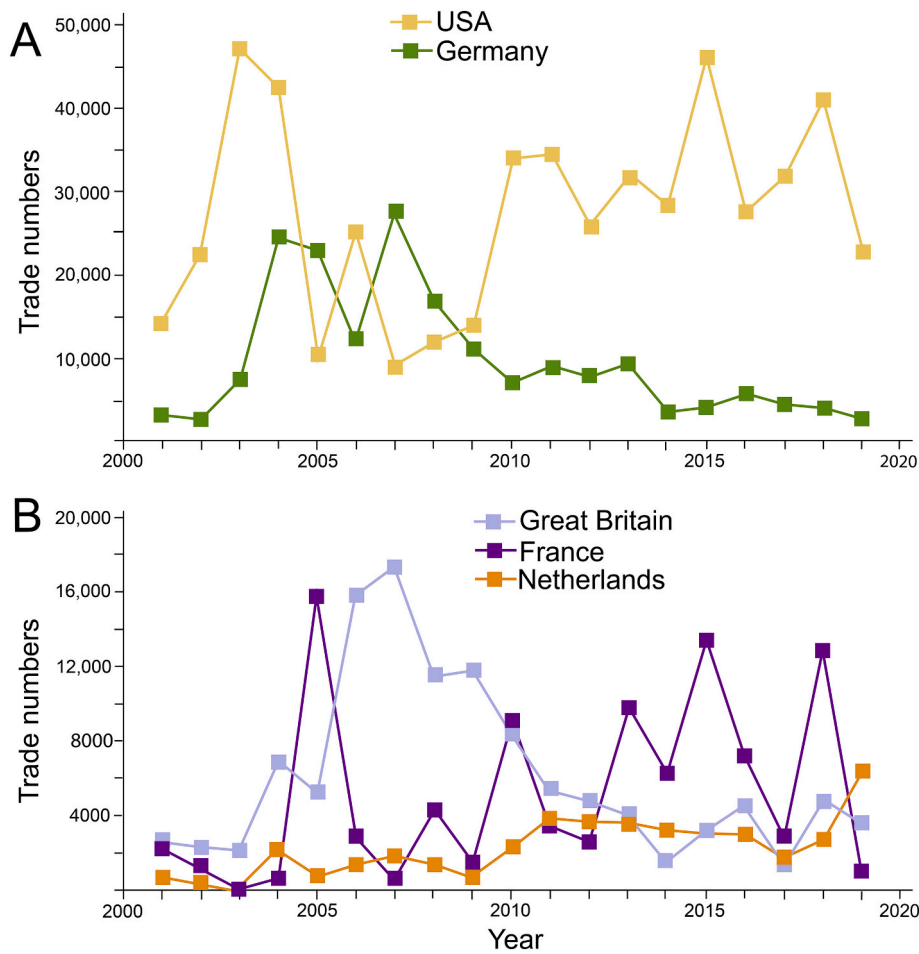 A
USA
Germany
50,000
40,000
30,000
20,000
10,000
Trade numbers
2000
2005
2010
2015
2020
B
Great Britain
France
Netherlands
20,000
16,000
12,000
8000
4000
Trade numbers
2000
2005
2010
2015
2020
Year